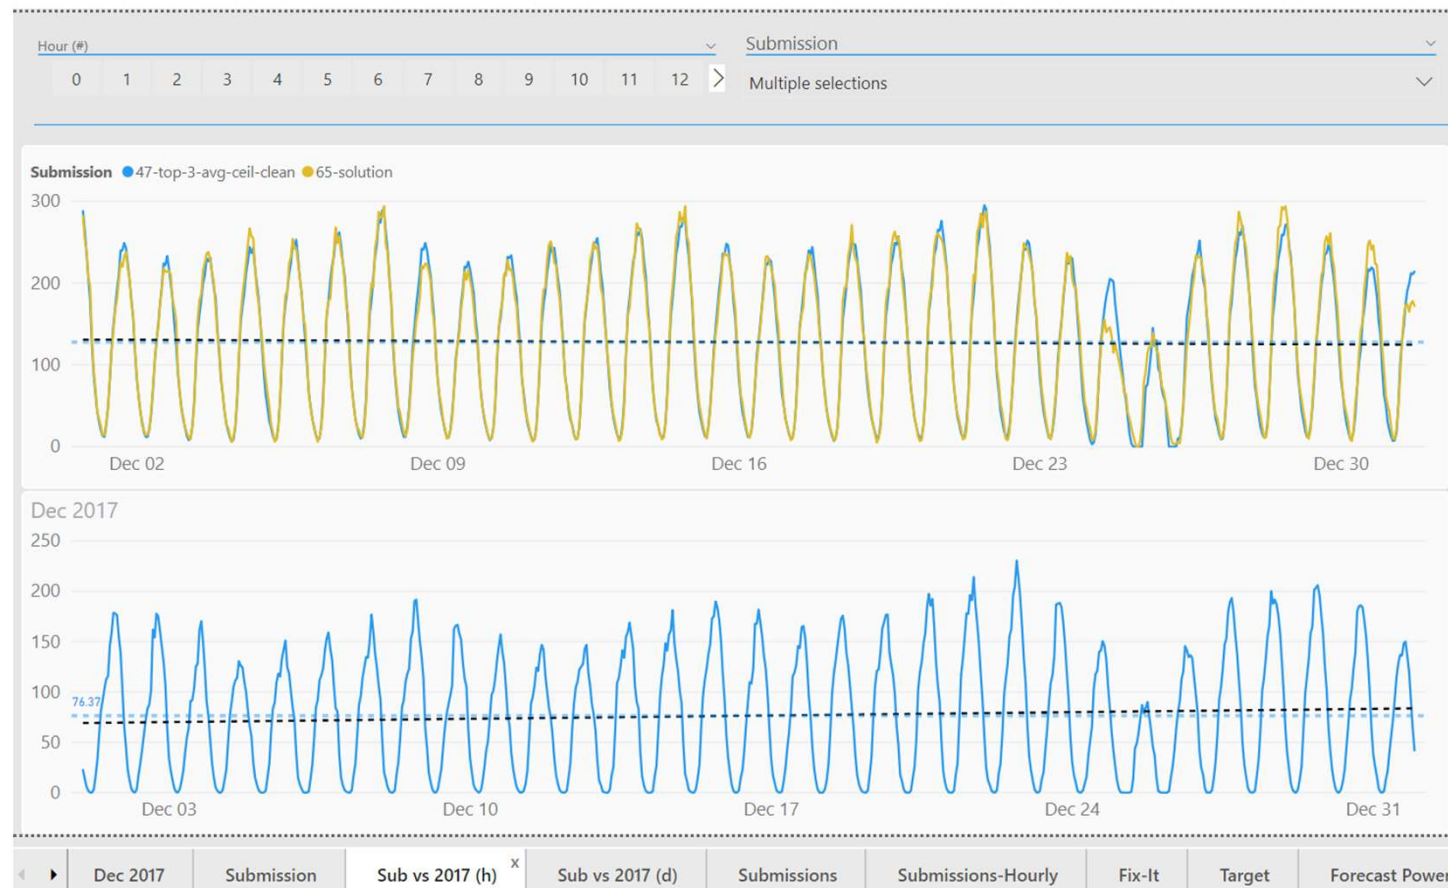 Hour (#)
Submission
0 1 2 3 4 5 6 7 8 9 10 11 12
Multiple selections
Submission 47-top-3-avg-ceil-clean 65-solution
300
200
100
0
Dec 02 Dec 09 Dec 16 Dec 23 Dec 30
Dec 2017
250
200
150
100
76.37
50
0
Dec 03 Dec 10 Dec 17 Dec 24 Dec 31
Dec 2017 Submission Sub vs 2017 (h) x Sub vs 2017 (d) Submissions Submissions-Hourly Fix-It Target Forecast Power